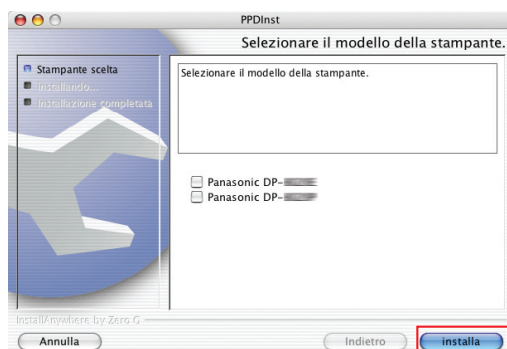 PPDInst
Selezionare il modello della stampante.
Stampante scelta
installando...
Installazione completata
Selezionare il modello della stampante.
Panasonic DP-
Panasonic DP-
InstallAnywhere by Zero G
Annulla
Indietro
installa